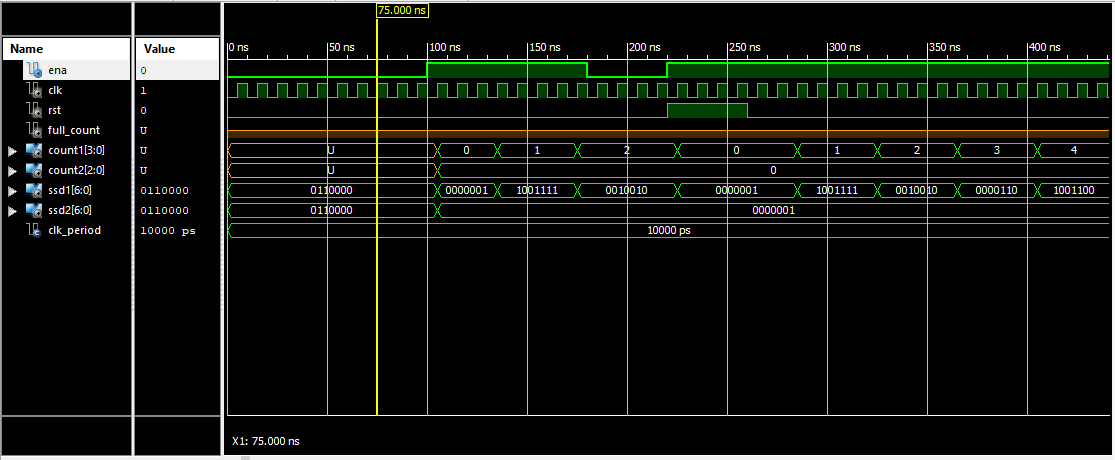 75.000 ns
Name Value 0 ns 50 ns 100 ns 150 ns 200 ns 250 ns 300 ns 350 ns 400 ns
ena 0
clk 1
rst 0
full_count U
count1[3:0] U U 0 1 2 0 1 2 3 4
count2[2:0] U U 0
ssd1[6:0] 0110000 0110000 0000001 1001111 0010010 0000001 1001111 0010010 0000110 1001100
ssd2[6:0] 0110000 0110000 0000001
clk_period 10000 ps 10000 ps
X1: 75.000 ns